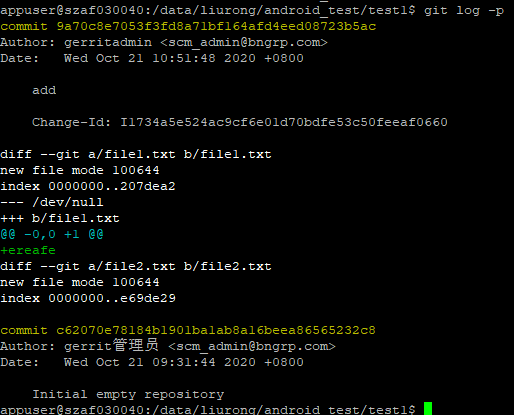 appuser@szaf030040:/data/liurong/android_test/test1$ git log -p
commit 9a70c8e7053f3fd8a71bf164afd4eed08723b5ac
Author: gerritadmin <scm_admin@bngrp.com>
Date:   Wed Oct 21 10:51:48 2020 +0800
add
Change-Id: I1734a5e524ac9cf6e01d70bdfe53c50feeaf0660
diff --git a/file1.txt b/file1.txt
new file mode 100644
index 0000000..207dea2
--- /dev/null
+++ b/file1.txt
@@ -0,0 +1 @@
+ereafe
diff --git a/file2.txt b/file2.txt
new file mode 100644
index 0000000..e69de29
commit c62070e78184b1901ba1ab8a16beea86565232c8
Author: gerrit管理员 <scm_admin@bngrp.com>
Date:   Wed Oct 21 09:31:44 2020 +0800
Initial empty repository
appuser@szaf030040:/data/liurong/android_test/test1$